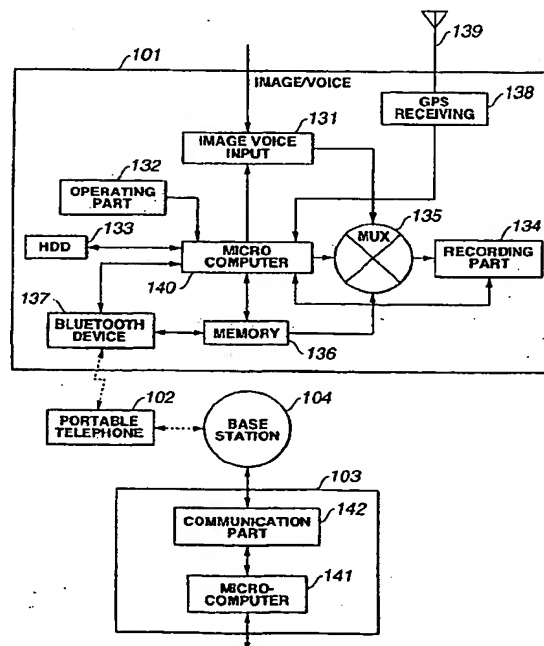 139
101
IMAGE/VOICE
138
GPS
RECEIVING
131
IMAGE VOICE
INPUT
132
OPERATING
PART
135
134
133
HDD
MUX
MICRO
COMPUTER
RECORDING
PART
140
137
BLUETOOTH
DEVICE
MEMORY
136
102
104
PORTABLE
TELEPHONE
BASE
STATION
103
142
COMMUNICATION
PART
141
MICRO-
COMPUTER